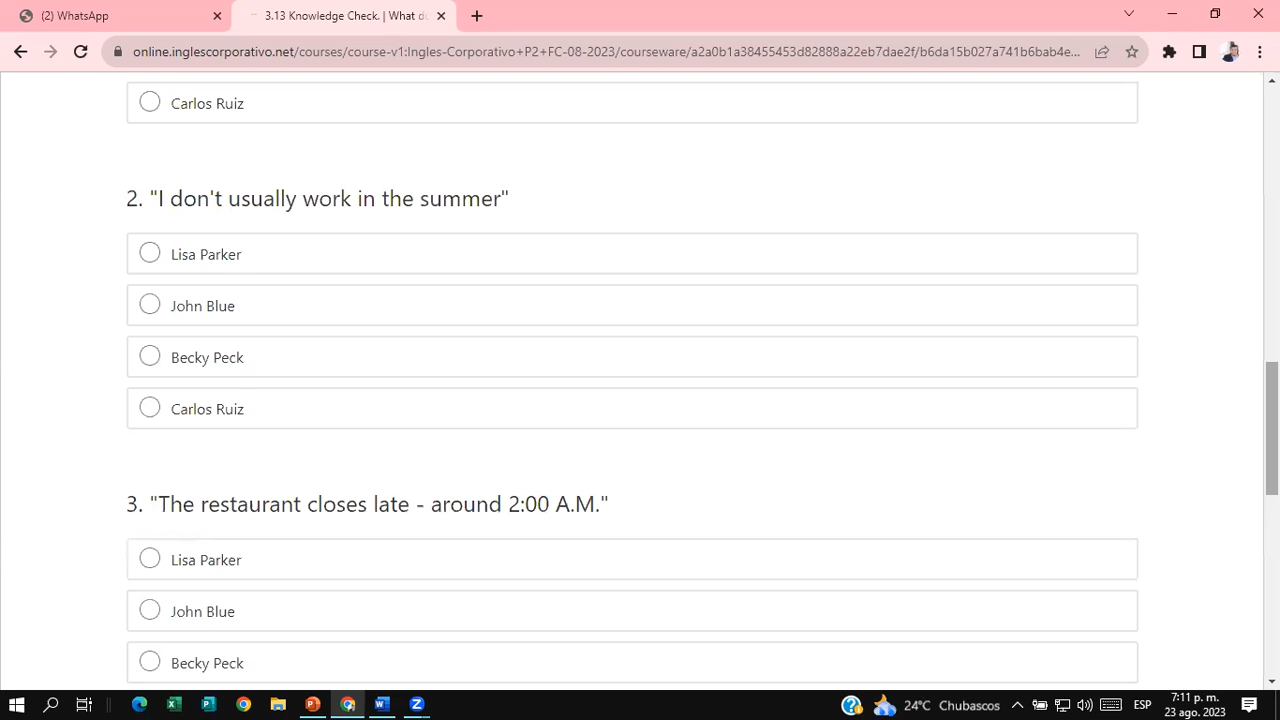 (2) WhatsApp
3.13 Knowledge Check. | What do
online.inglescorporativo.net/courses/course-v1:Ingles-Corporativo+P2+FC-08-2023/courseware/a2a0b1a38455453d82888a22eb7dae2f/b6da15b027a741b6bab4e...
Carlos Ruiz
2. "I don't usually work in the summer"
Lisa Parker
John Blue
Becky Peck
Carlos Ruiz
3. "The restaurant closes late - around 2:00 A.M."
Lisa Parker
John Blue
Becky Peck
24°C Chubascos
ESP
7:11 p. m.
23 ago. 2023